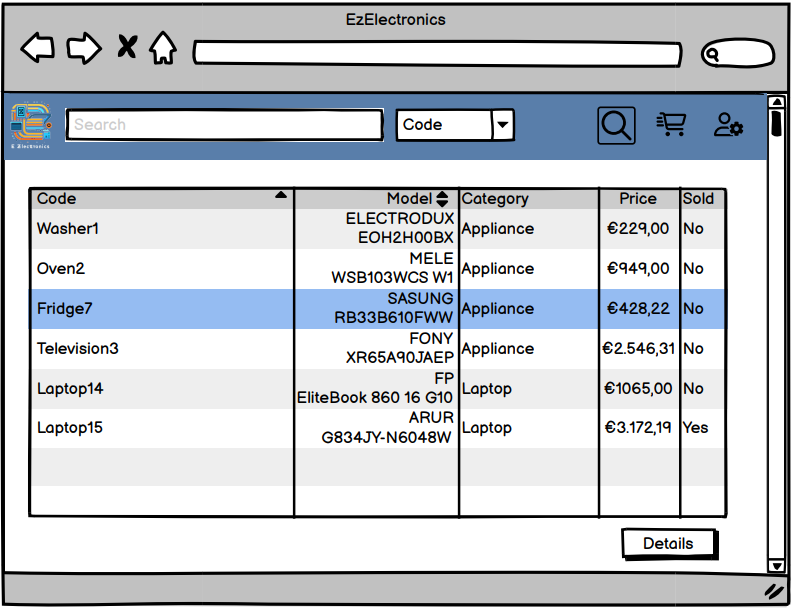 EzElectronics
Search
Code
E Electronics
Code Model Category Price Sold
Washer1 ELECTRODUX EOH2H00BX Appliance €229,00 No
Oven2 MELE WSB103WCS W1 Appliance €949,00 No
Fridge7 SASUNG RB33B610FWW Appliance €428,22 No
Television3 FONY XR65A90JAEP Appliance €2.546,31 No
Laptop14 FP EliteBook 860 16 G10 Laptop €1065,00 No
Laptop15 ARUR G834JY-N6048W Laptop €3.172,19 Yes
Details